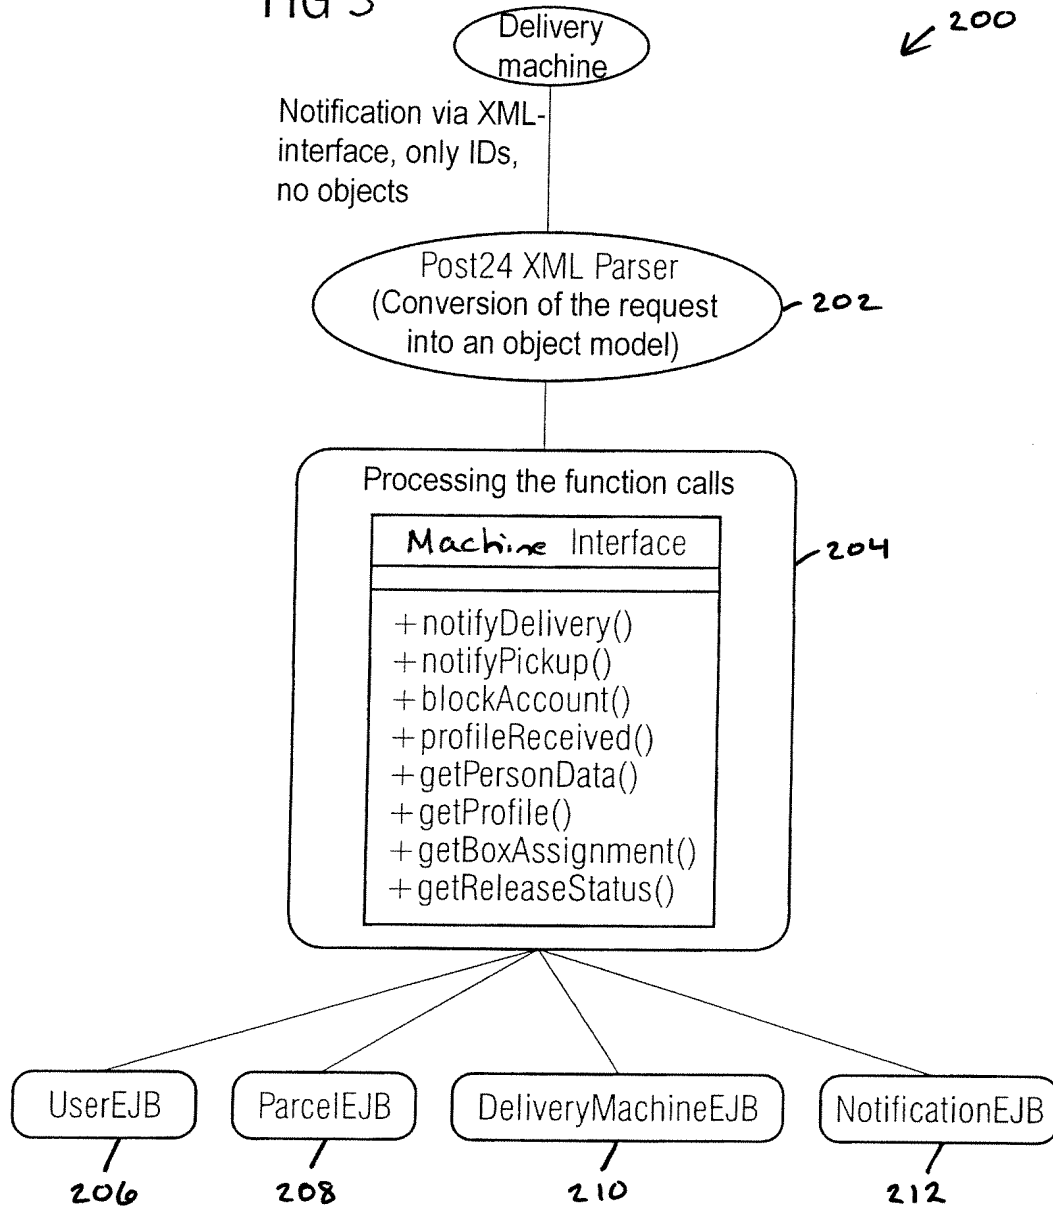 FIG 3
200
Delivery
machine
Notification via XML-
interface, only IDs,
no objects
Post24 XML Parser
(Conversion of the request
into an object model)
202
Processing the function calls
Machine Interface
204
+notifyDelivery()
+notifyPickup()
+blockAccount()
+profileReceived()
+getPersonData()
+getProfile()
+getBoxAssignment()
+getReleaseStatus()
UserEJB
ParcelEJB
DeliveryMachineEJB
NotificationEJB
206
208
210
212